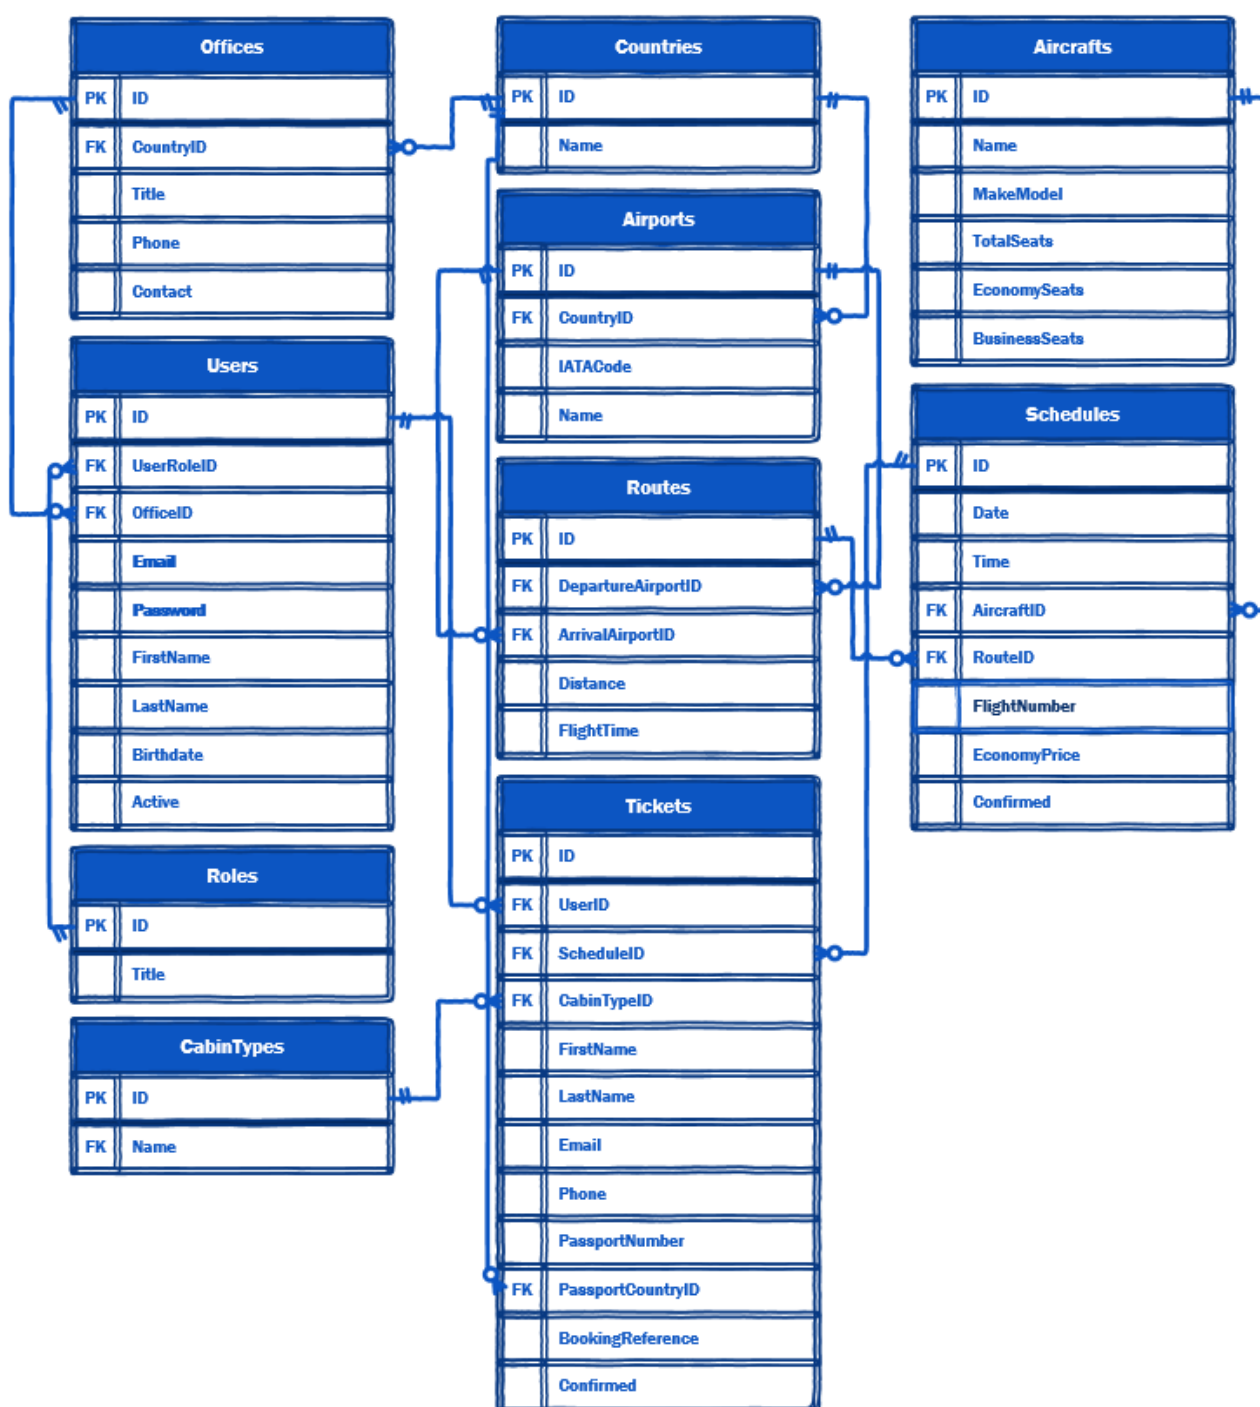 Offices
PK ID
FK CountryID
Title
Phone
Contact
Users
PK ID
FK UserRoleID
FK OfficeID
Email
Password
FirstName
LastName
Birthdate
Active
Roles
PK ID
Title
CabinTypes
PK ID
FK Name
Countries
PK ID
Name
Airports
PK ID
FK CountryID
IATACode
Name
Routes
PK ID
FK DepartureAirportID
FK ArrivalAirportID
Distance
FlightTime
Tickets
PK ID
FK UserID
FK ScheduleID
FK CabinTypeID
FirstName
LastName
Email
Phone
PassportNumber
FK PassportCountryID
BookingReference
Confirmed
Aircrafts
PK ID
Name
MakeModel
TotalSeats
EconomySeats
BusinessSeats
Schedules
PK ID
Date
Time
FK AircraftID
FK RouteID
FlightNumber
EconomyPrice
Confirmed